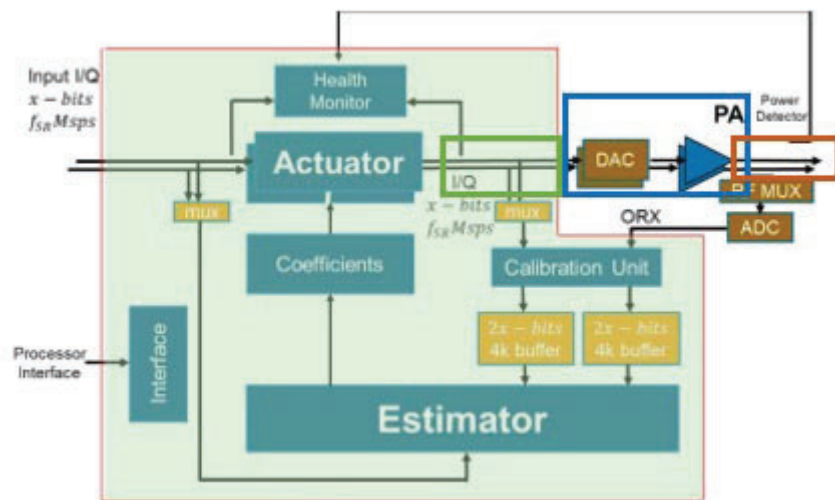 Input I/Q
x - bits
f_SR Msps
Health
Monitor
PA
Power
Detector
Actuator
DAC
I/Q
x - bits
f_SR Msps
mux
mux
RF MUX
ORX
ADC
Coefficients
Calibration Unit
2x - bits
4k buffer
2x - bits
4k buffer
Processor
Interface
Interface
Estimator